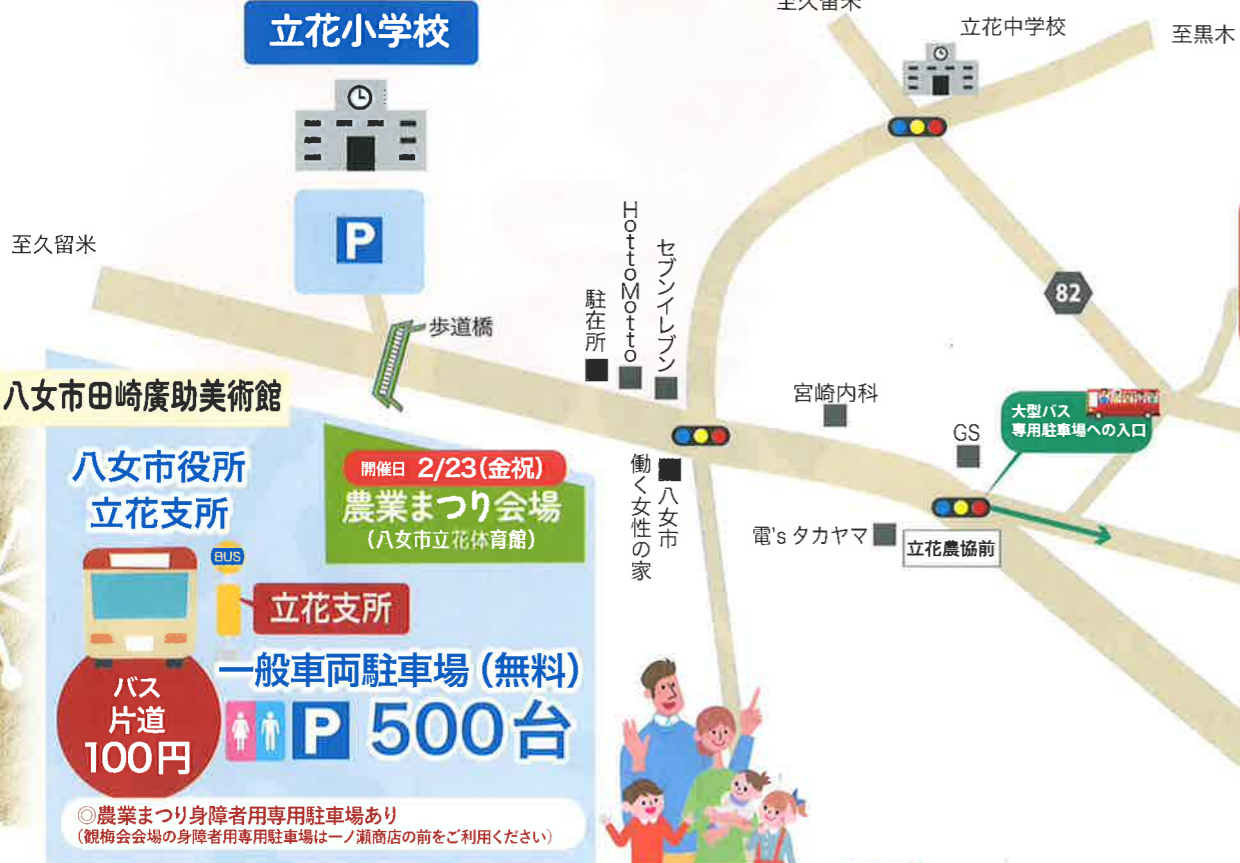 至久留米
立花小学校
立花中学校
至黒木
P
至久留米
歩道橋
駐在所
HottoMotto
セブンイレブン
82
宮崎内科
GS
大型バス
専用駐車場への入口
八女市田崎廣助美術館
八女市役所
立花支所
開催日 2/23(金祝)
農業まつり会場
(八女市立花体育館)
八女市
働く女性の家
電'sタカヤマ
立花農協前
BUS
立花支所
一般車両駐車場(無料)
P 500台
バス
片道
100円
◎農業まつり身障者用専用駐車場あり
(観梅会会場の身障者用専用駐車場は一ノ瀬商店の前をご利用ください)